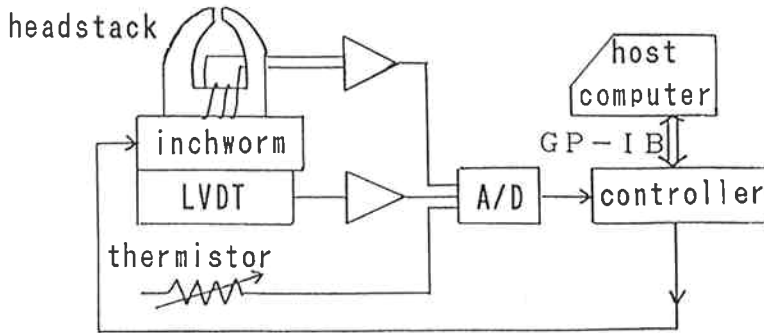 headstack
host
computer
inchworm
GP-IB
LVDT
A/D
controller
thermistor